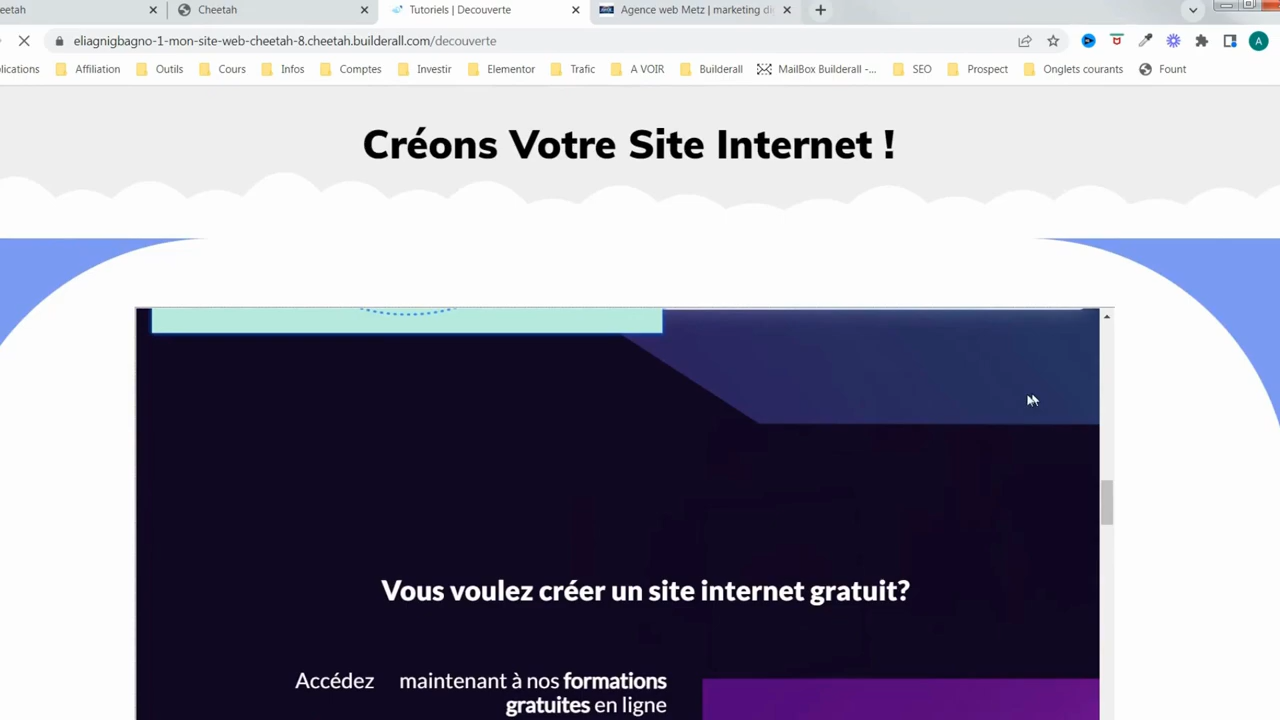 eetah
Cheetah
Tutoriels | Decouverte
Agence web Metz | marketing di
eliagnigbagno-1-mon-site-web-cheetah-8.cheetah.builderall.com/decouverte
A
lications
Affiliation
Outils
Cours
Infos
Comptes
Investir
Elementor
Trafic
A VOIR
Builderall
MailBox Builderall -...
SEO
Prospect
Onglets courants
Fount
Créons Votre Site Internet !
Vous voulez créer un site internet gratuit?
Accédez maintenant à nos formations
gratuites en ligne